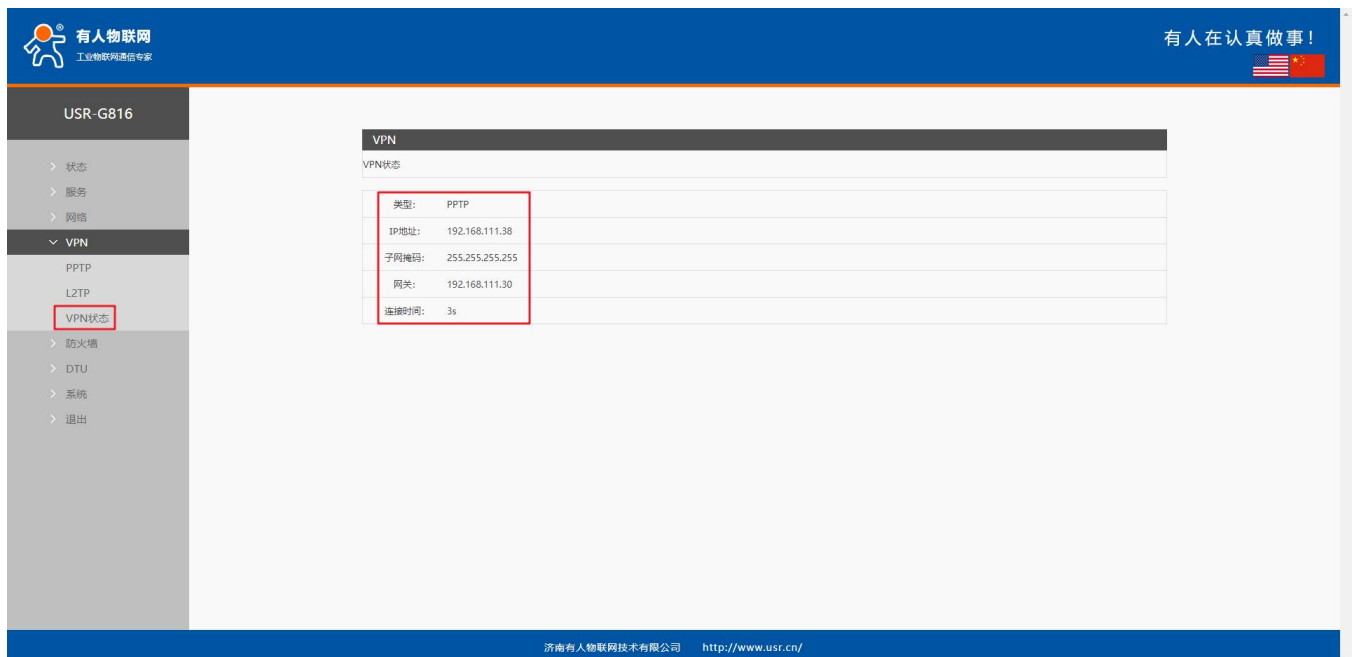 有人物联网
工业物联网通信专家
有人在认真做事!
USR-G816
状态
服务
网络
VPN
PPTP
L2TP
VPN状态
防火墙
DTU
系统
退出
VPN
VPN状态
类型: PPTP
IP地址: 192.168.111.38
子网掩码: 255.255.255.255
网关: 192.168.111.30
连接时间: 3s
济南有人物联网技术有限公司 http://www.usr.cn/